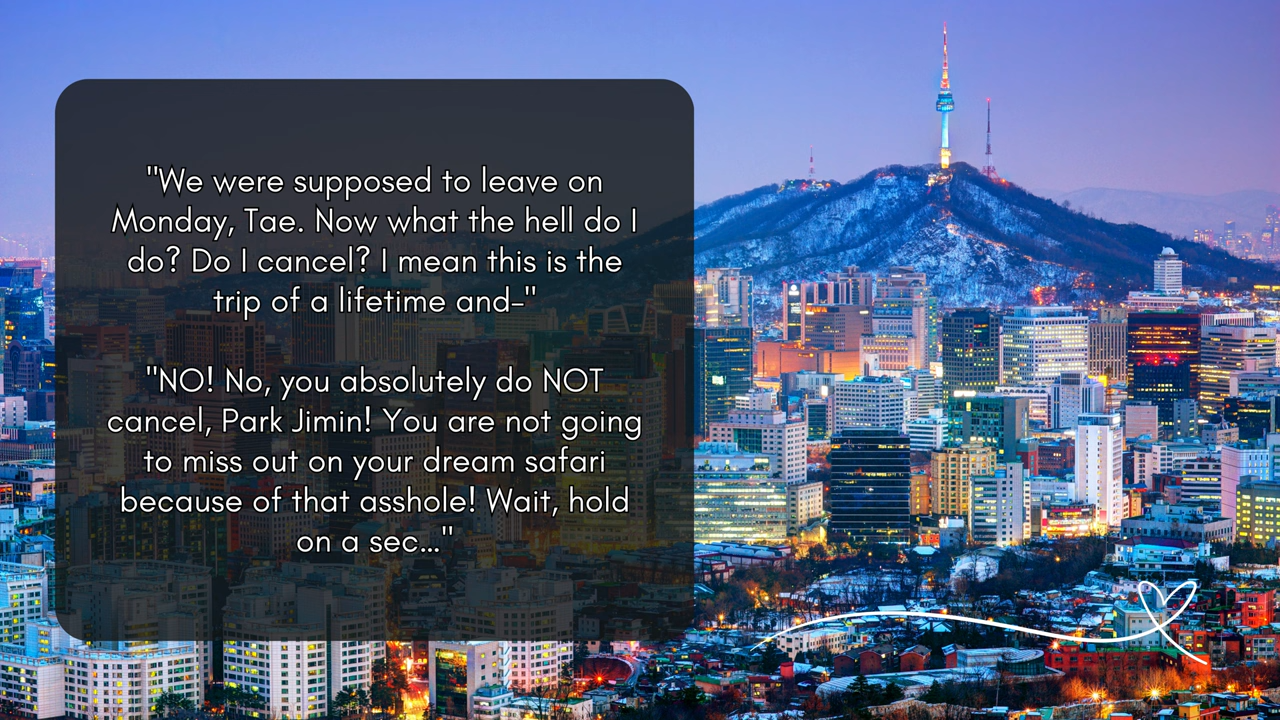 "We were supposed to leave on
Monday, Tae. Now what the hell do I
do? Do I cancel? I mean this is the
trip of a lifetime and-"
"NO! No, you absolutely do NOT
cancel, Park Jimin! You are not going
to miss out on your dream safari
because of that asshole! Wait, hold
on a sec..."